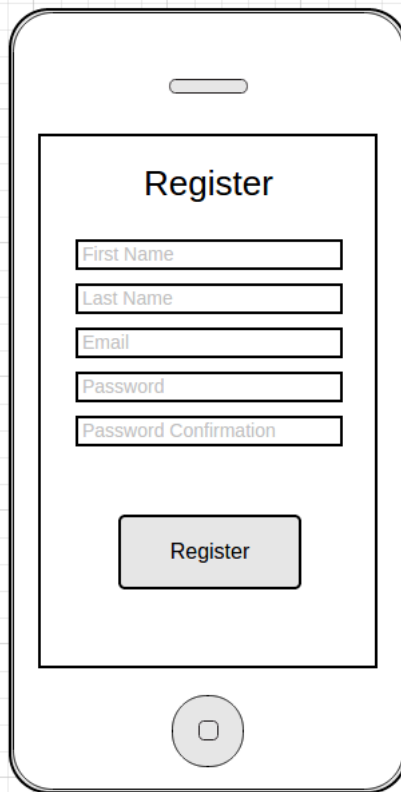 Register
First Name
Last Name
Email
Password
Password Confirmation
Register